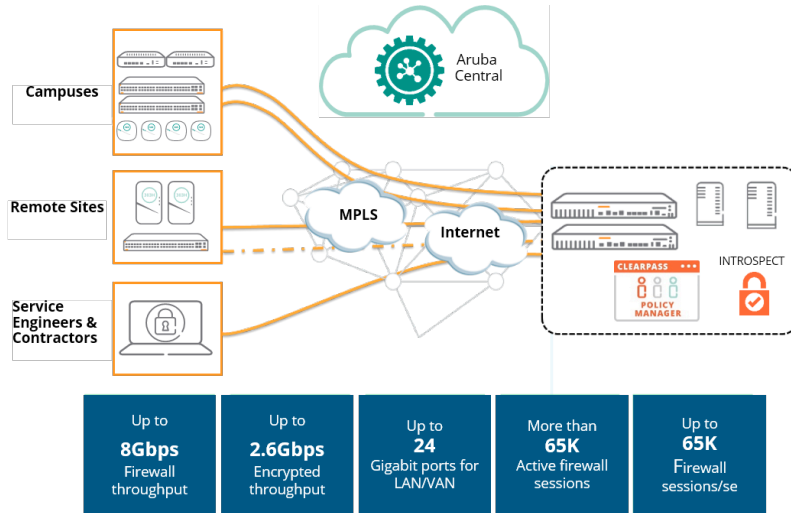 Aruba
Central
Campuses
Remote Sites
Service
Engineers &
Contractors
MPLS
Internet
CLEARPASS
POLICY
MANAGER
INTROSPECT
Up to
8Gbps
Firewall
throughput
Up to
2.6Gbps
Encrypted
throughput
Up to
24
Gigabit ports for
LAN/VAN
More than
65K
Active firewall
sessions
Up to
65K
Firewall
sessions/se